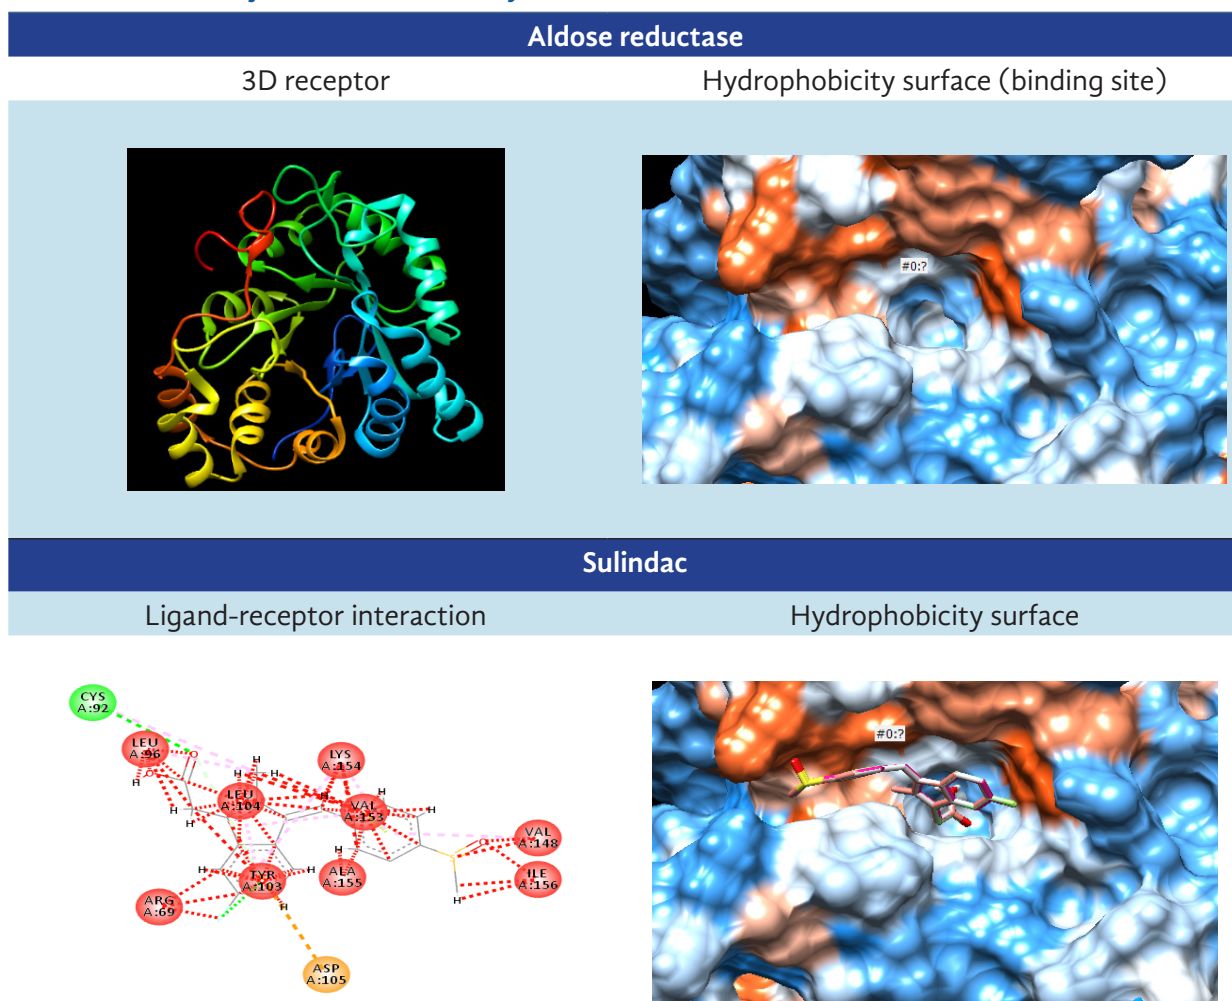 Aldose reductase
3D receptor
Hydrophobicity surface (binding site)
#0:?
Sulindac
Ligand-receptor interaction
Hydrophobicity surface
CYS
A:92
LEU
A:96
O
O
H
H
H
H
LYS
A:154
LEU
A:104
H
H
H
VAL
A:153
H
H
VAL
A:148
O
S
H
H
TYR
A:103
H
H
ALA
A:155
ILE
A:156
H
ARG
A:69
H
ASP
A:105
#0:?